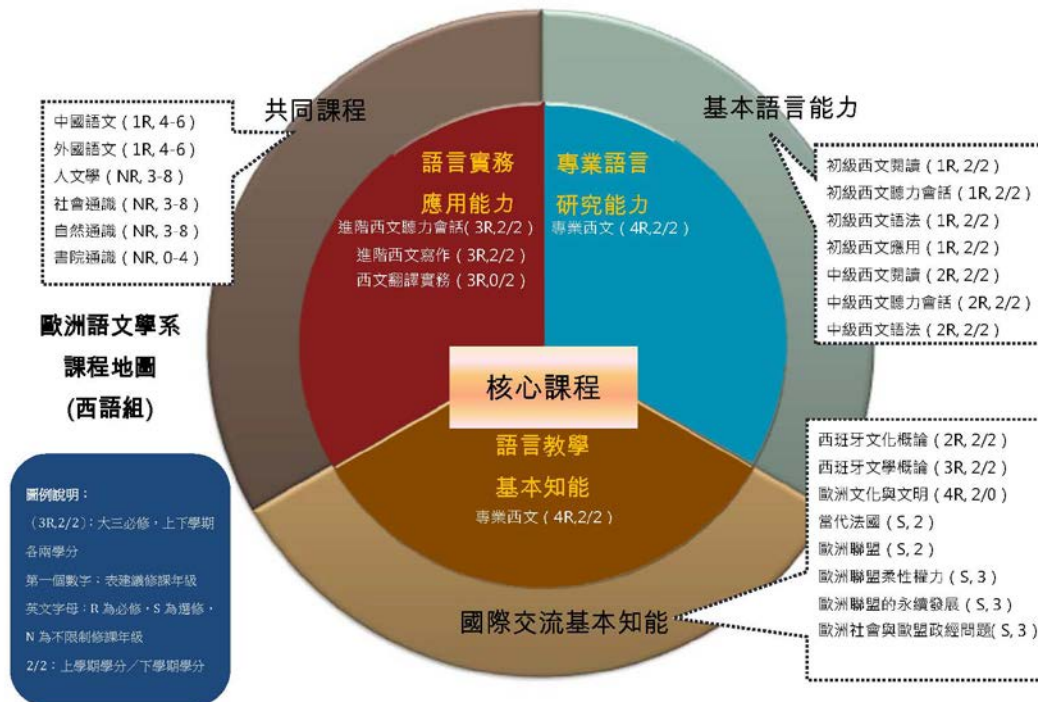 共同課程
中國語文（1R, 4-6）
外國語文（1R, 4-6）
人文學（NR, 3-8）
社會通識（NR, 3-8）
自然通識（NR, 3-8）
書院通識（NR, 0-4）
基本語言能力
初級西文閱讀（1R, 2/2）
初級西文聽力會話（1R, 2/2）
初級西文語法（1R, 2/2）
初級西文應用（1R, 2/2）
中級西文閱讀（2R, 2/2）
中級西文聽力會話（2R, 2/2）
中級西文語法（2R, 2/2）
語言實務
應用能力
進階西文聽力會話（3R,2/2）
進階西文寫作（3R,2/2）
西文翻譯實務（3R,0/2）
專業語言
研究能力
專業西文（4R,2/2）
歐洲語文學系
課程地圖
(西語組)
核心課程
語言教學
基本知能
專業西文（4R,2/2）
國際交流基本知能
西班牙文化概論（2R, 2/2）
西班牙文學概論（3R, 2/2）
歐洲文化與文明（4R, 2/0）
當代法國（S, 2）
歐洲聯盟（S, 2）
歐洲聯盟柔性權力（S, 3）
歐洲聯盟的永續發展（S, 3）
歐洲社會與歐盟政經問題（S, 3）
圖例說明：
（3R,2/2）：大三必修，上下學期
各兩學分
第一個數字：表建議修課年級
英文字母：R 為必修，S 為選修，
N 為不限制修課年級
2/2：上學期學分／下學期學分